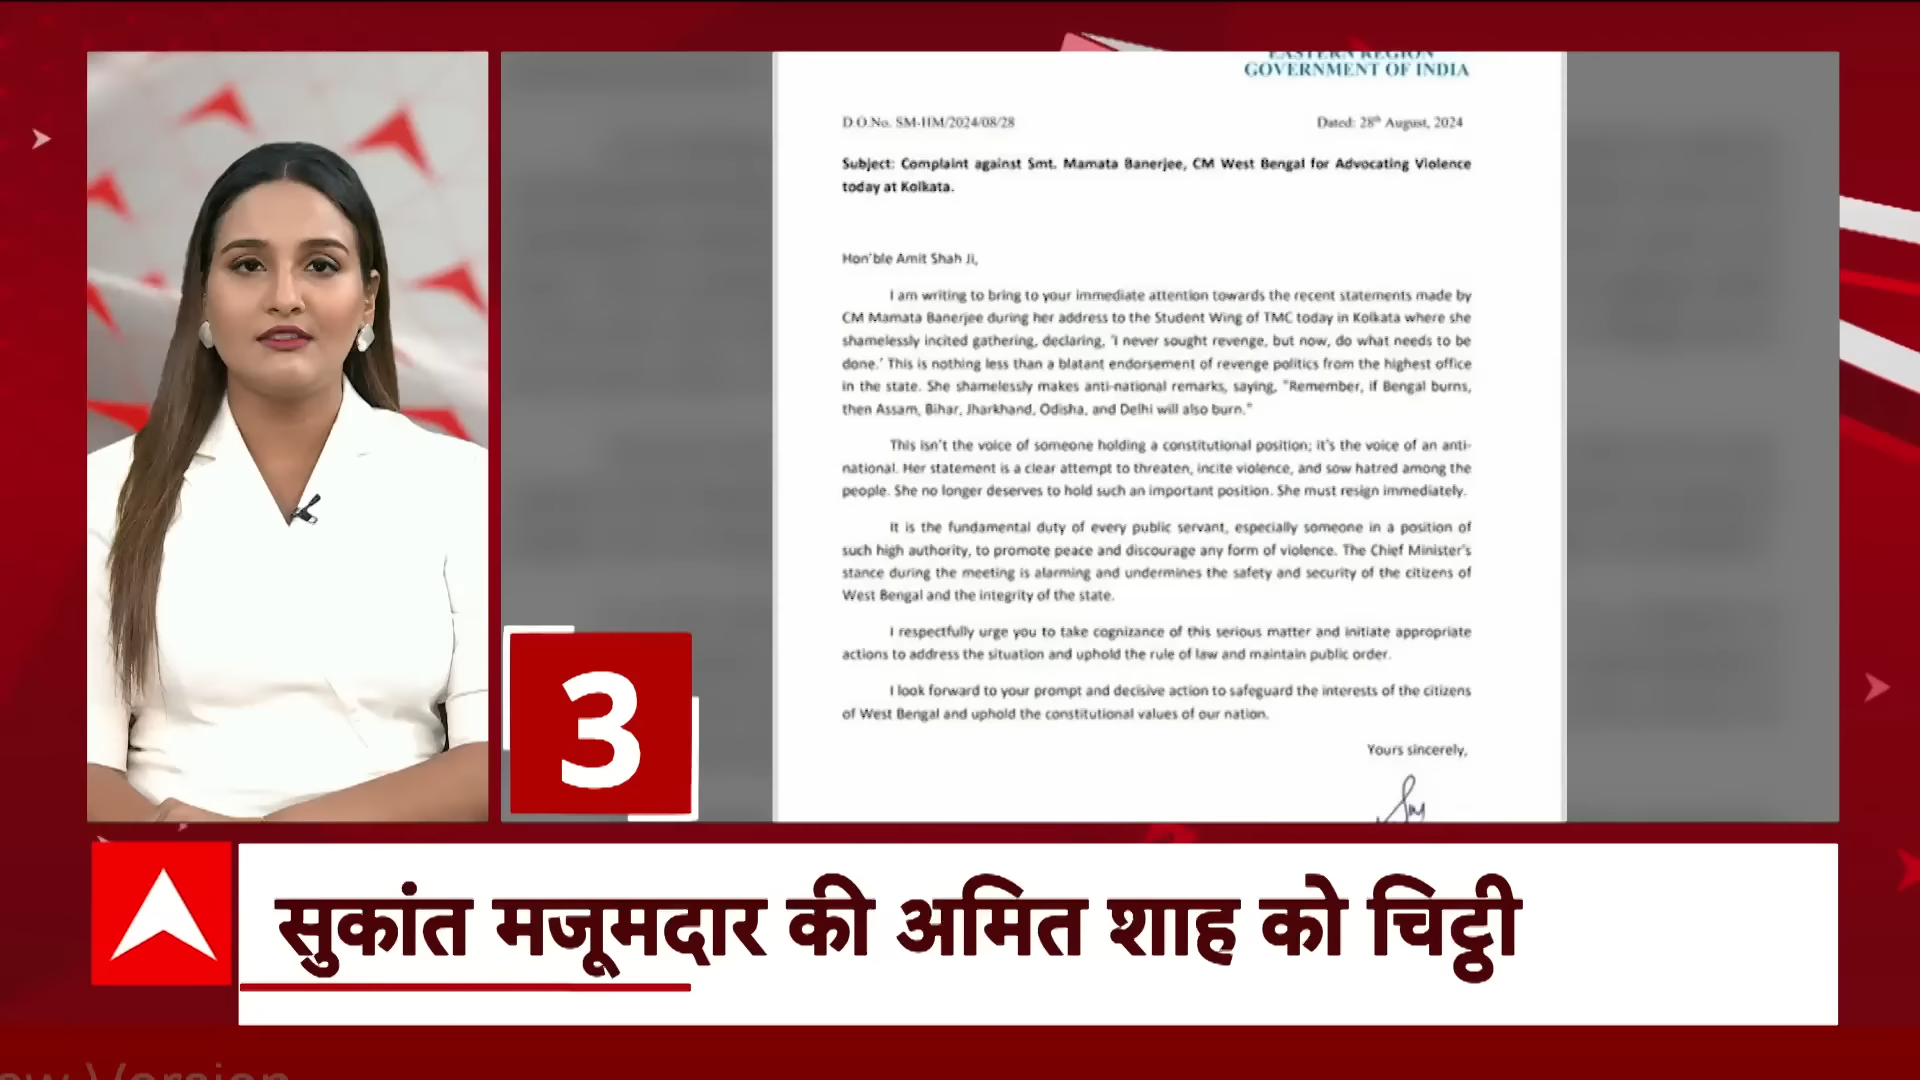 GOVERNMENT OF INDIA
D.O.No. SM-HM/2024/08/28
Dated: 28th August, 2024
Subject: Complaint against Smt. Mamata Banerjee, CM West Bengal for Advocating Violence
today at Kolkata.
Hon'ble Amit Shah Ji,
I am writing to bring to your immediate attention towards the recent statements made by
CM Mamata Banerjee during her address to the Student Wing of TMC today in Kolkata where she
shamelessly incited gathering, declaring, 'I never sought revenge, but now, do what needs to be
done.' This is nothing less than a blatant endorsement of revenge politics from the highest office
in the state. She shamelessly makes anti-national remarks, saying, "Remember, if Bengal burns,
then Assam, Bihar, Jharkhand, Odisha, and Delhi will also burn."
This isn't the voice of someone holding a constitutional position; it's the voice of an anti-
national. Her statement is a clear attempt to threaten, incite violence, and sow hatred among the
people. She no longer deserves to hold such an important position. She must resign immediately.
It is the fundamental duty of every public servant, especially someone in a position of
such high authority, to promote peace and discourage any form of violence. The Chief Minister's
stance during the meeting is alarming and undermines the safety and security of the citizens of
West Bengal and the integrity of the state.
I respectfully urge you to take cognizance of this serious matter and initiate appropriate
actions to address the situation and uphold the rule of law and maintain public order.
I look forward to your prompt and decisive action to safeguard the interests of the citizens
of West Bengal and uphold the constitutional values of our nation.
Yours sincerely,
3
सुकांत मजूमदार की अमित शाह को चिट्ठी